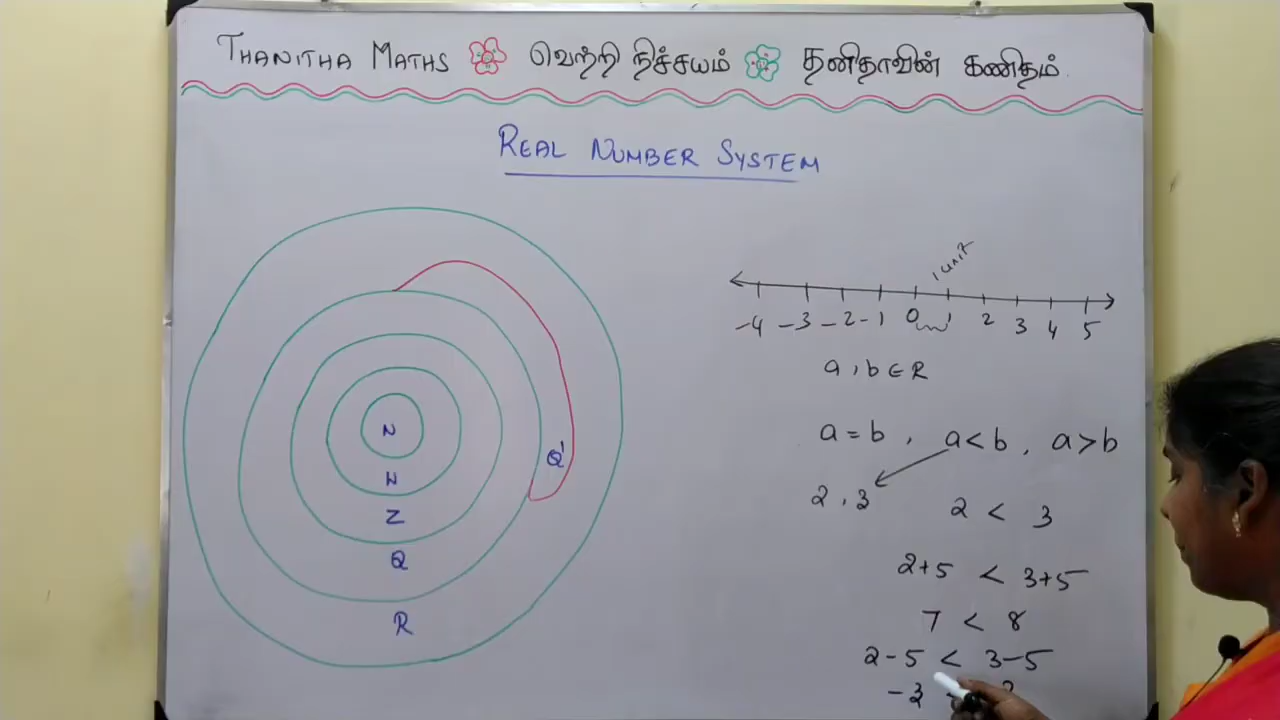 THANITHA MATHS வெற்றி நிச்சயம் தனிதாவின் கணிதம்
REAL NUMBER SYSTEM
N
W
Z
Q
R
Q'
1 unit
-4 -3 -2 -1 0 1 2 3 4 5
a, b ∈ R
a = b, a < b, a > b
2, 3
2 < 3
2+5 < 3+5
7 < 8
2-5 < 3-5
-3